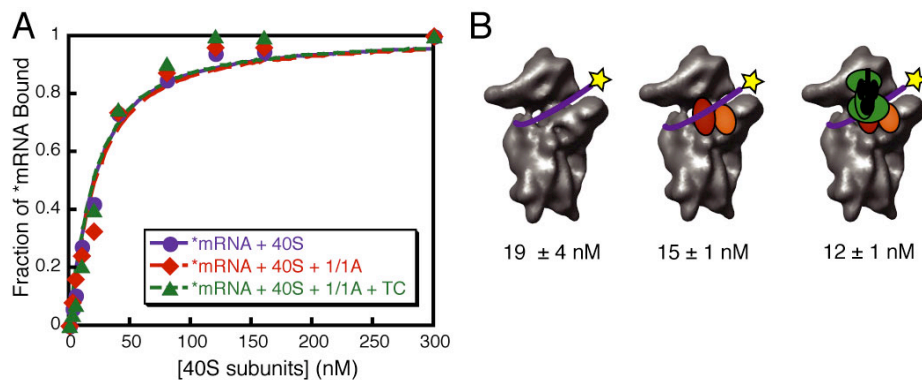 A
Fraction of *mRNA Bound
1
0.8
0.6
0.4
0.2
0
*mRNA + 40S
*mRNA + 40S + 1/1A
*mRNA + 40S + 1/1A + TC
0 50 100 150 200 250 300
[40S subunits] (nM)
B
19 ± 4 nM 15 ± 1 nM 12 ± 1 nM